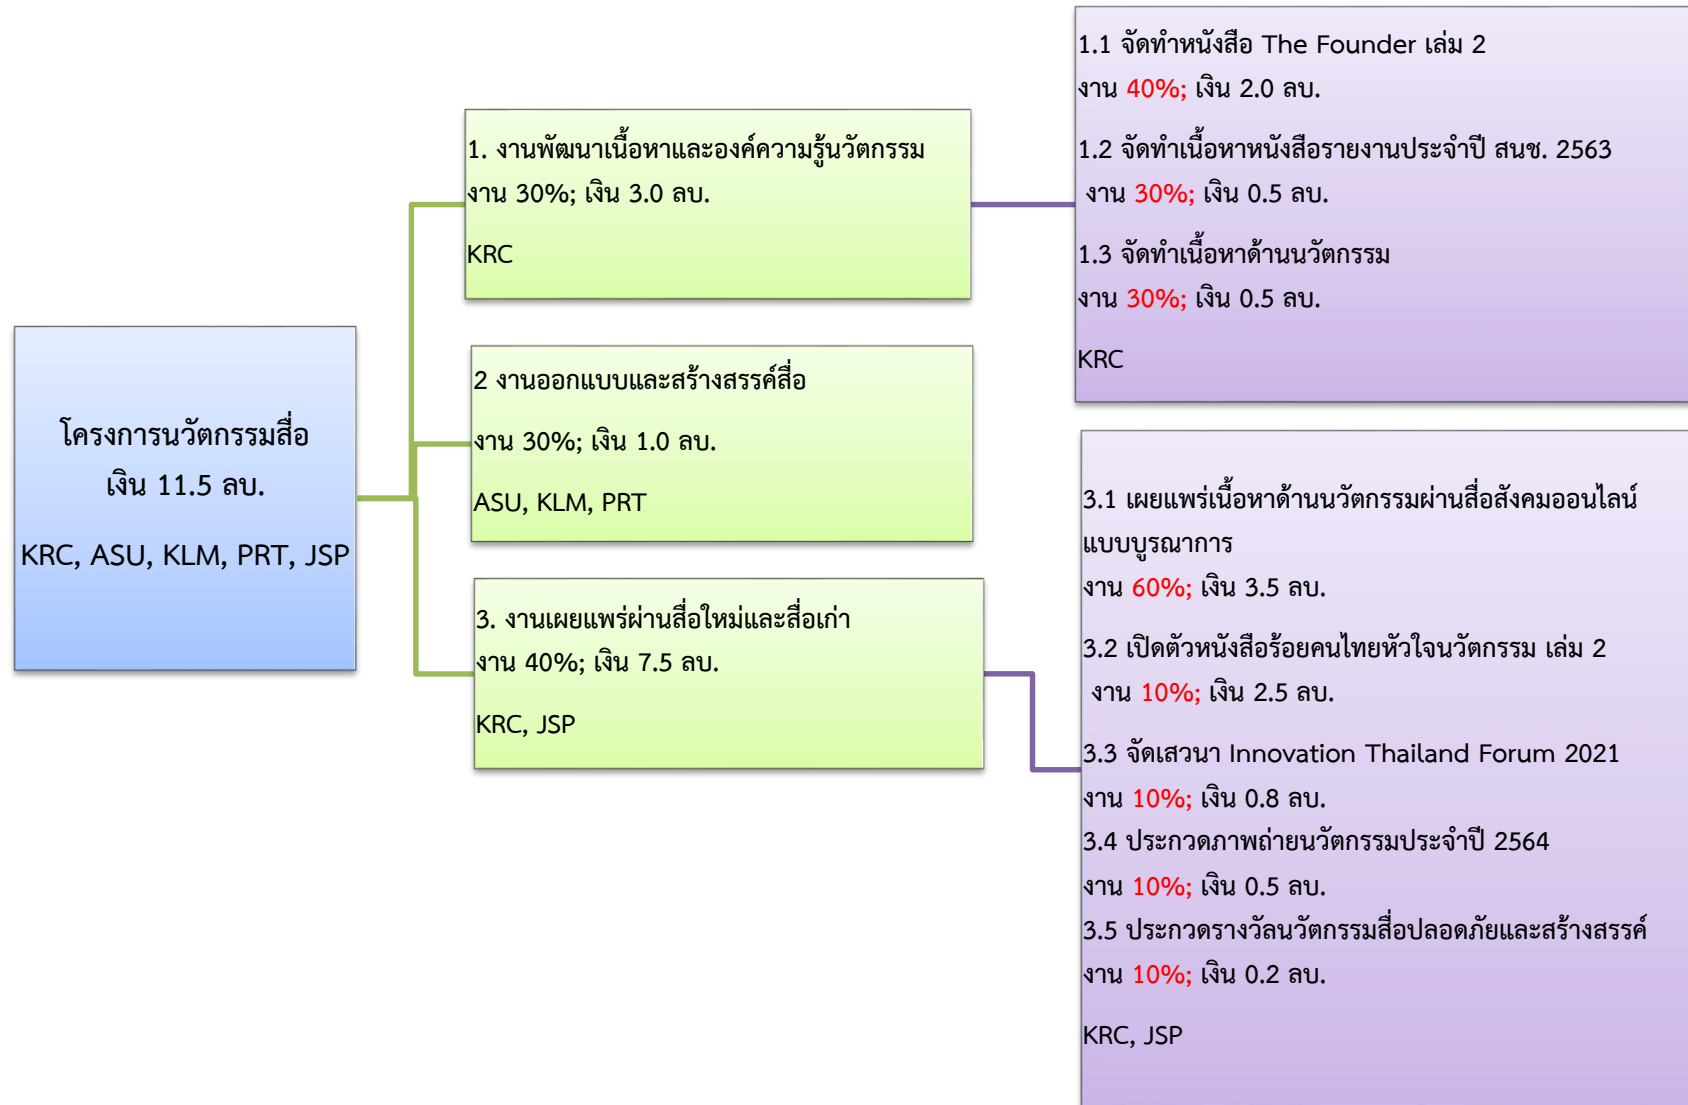 โครงการนวัตกรรมสื่อ
เงิน 11.5 ลบ.
KRC, ASU, KLM, PRT, JSP
1. งานพัฒนาเนื้อหาและองค์ความรู้นวัตกรรม
งาน 30%; เงิน 3.0 ลบ.
KRC
2 งานออกแบบและสร้างสรรค์สื่อ
งาน 30%; เงิน 1.0 ลบ.
ASU, KLM, PRT
3. งานเผยแพร่ผ่านสื่อใหม่และสื่อเก่า
งาน 40%; เงิน 7.5 ลบ.
KRC, JSP
1.1 จัดทำหนังสือ The Founder เล่ม 2
งาน 40%; เงิน 2.0 ลบ.
1.2 จัดทำเนื้อหาหนังสือรายงานประจำปี สนช. 2563
งาน 30%; เงิน 0.5 ลบ.
1.3 จัดทำเนื้อหาด้านนวัตกรรม
งาน 30%; เงิน 0.5 ลบ.
KRC
3.1 เผยแพร่เนื้อหาด้านนวัตกรรมผ่านสื่อสังคมออนไลน์
แบบบูรณาการ
งาน 60%; เงิน 3.5 ลบ.
3.2 เปิดตัวหนังสือร้อยคนไทยหัวใจนวัตกรรม เล่ม 2
งาน 10%; เงิน 2.5 ลบ.
3.3 จัดเสวนา Innovation Thailand Forum 2021
งาน 10%; เงิน 0.8 ลบ.
3.4 ประกวดภาพถ่ายนวัตกรรมประจำปี 2564
งาน 10%; เงิน 0.5 ลบ.
3.5 ประกวดรางวัลนวัตกรรมสื่อปลอดภัยและสร้างสรรค์
งาน 10%; เงิน 0.2 ลบ.
KRC, JSP